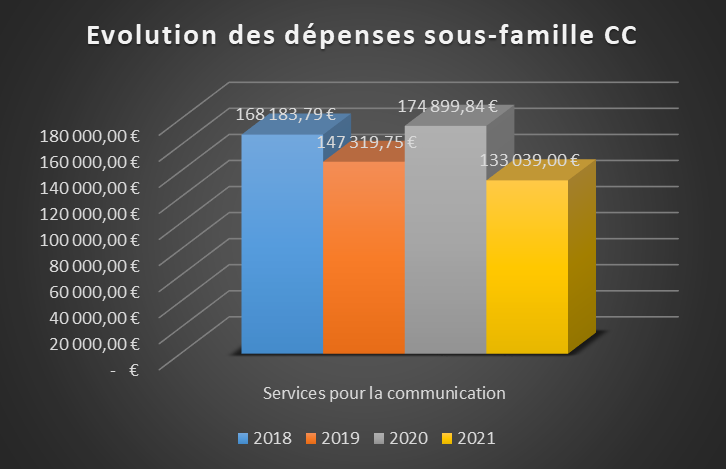 Evolution des dépenses sous-famille CC
168 183,79 €
147 319,75 €
174 899,84 €
133 039,00 €
180 000,00 €
160 000,00 €
140 000,00 €
120 000,00 €
100 000,00 €
80 000,00 €
60 000,00 €
40 000,00 €
20 000,00 €
- €
Services pour la communication
2018 2019 2020 2021